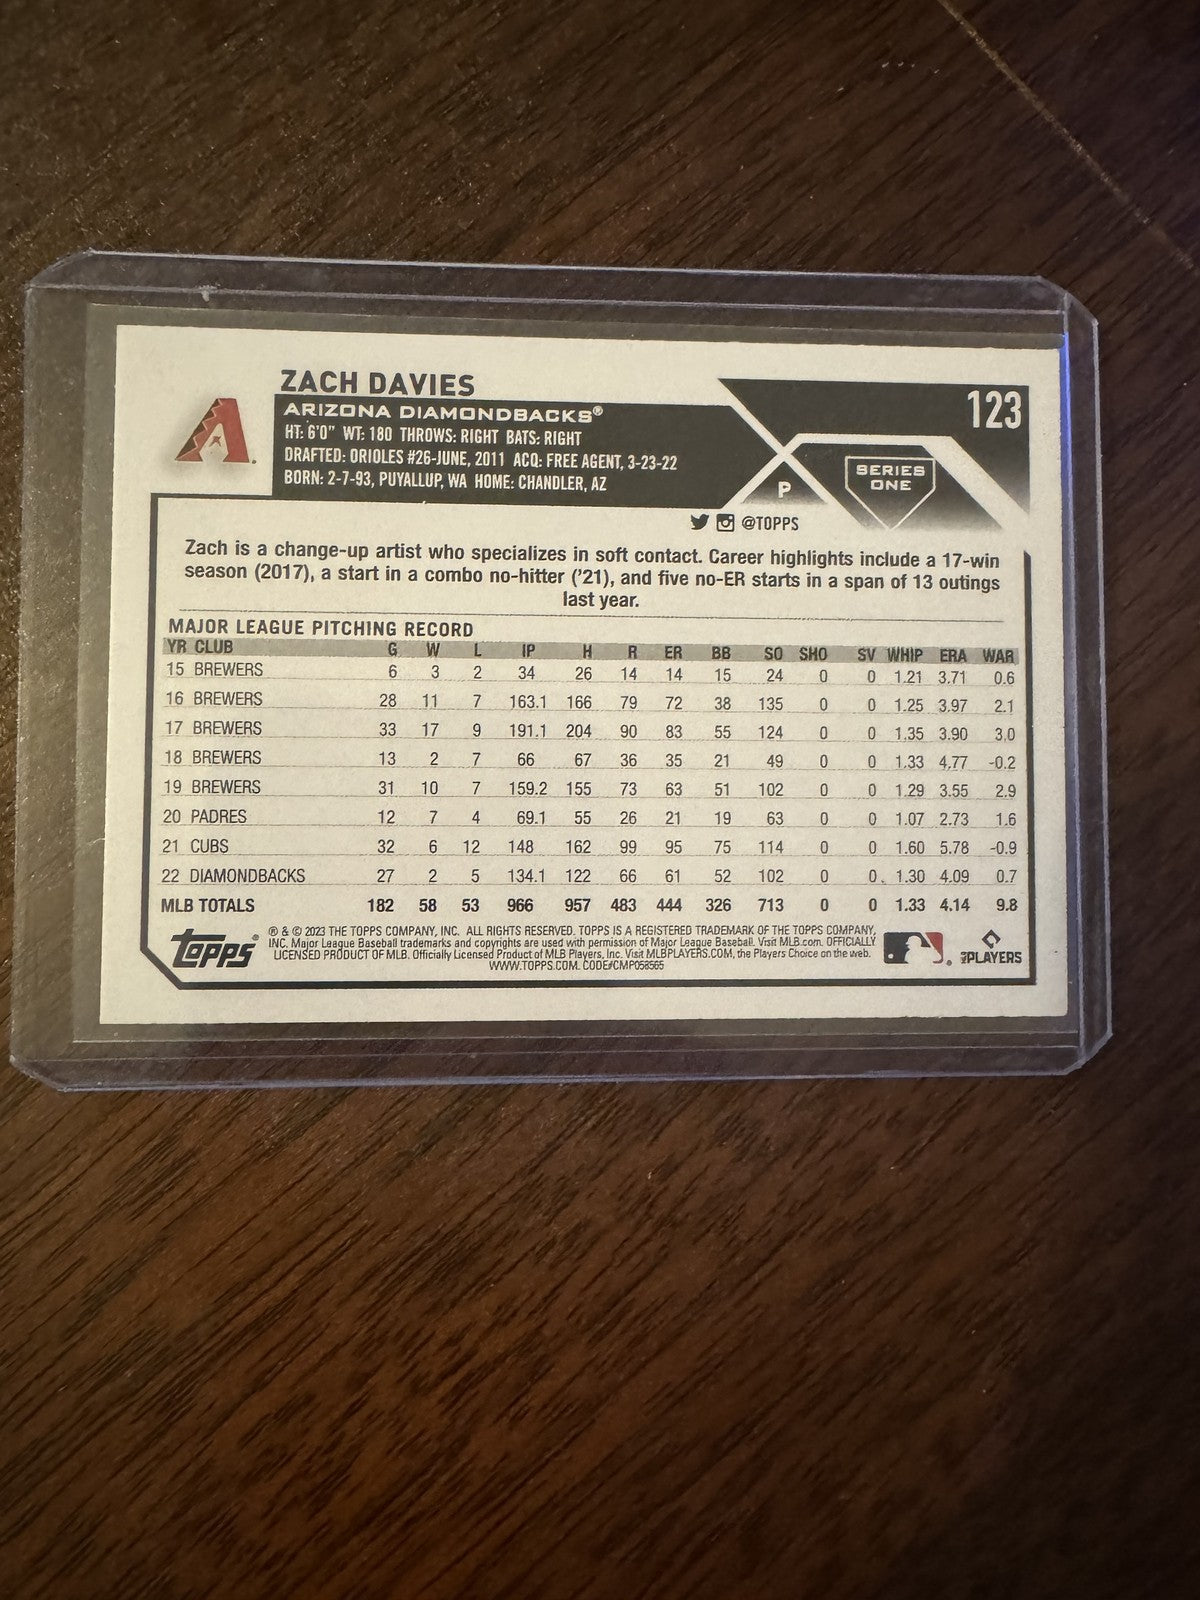 ZACH DAVIES
ARIZONA DIAMONDBACKS®
HT: 6'0" WT: 180 THROWS: RIGHT BATS: RIGHT
DRAFTED: ORIOLES #26-JUNE, 2011 ACQ: FREE AGENT, 3-23-22
BORN: 2-7-93, PUYALLUP, WA HOME: CHANDLER, AZ
123
SERIES
ONE
P
@TOPPS
Zach is a change-up artist who specializes in soft contact. Career highlights include a 17-win
season (2017), a start in a combo no-hitter ('21), and five no-ER starts in a span of 13 outings
last year.
MAJOR LEAGUE PITCHING RECORD
YR CLUB G W L IP H R ER BB SO SHO SV WHIP ERA WAR
15 BREWERS 6 3 2 34 26 14 14 15 24 0 0 1.21 3.71 0.6
16 BREWERS 28 11 7 163.1 166 79 72 38 135 0 0 1.25 3.97 2.1
17 BREWERS 33 17 9 191.1 204 90 83 55 124 0 0 1.35 3.90 3.0
18 BREWERS 13 2 7 66 67 36 35 21 49 0 0 1.33 4.77 -0.2
19 BREWERS 31 10 7 159.2 155 73 63 51 102 0 0 1.29 3.55 2.9
20 PADRES 12 7 4 69.1 55 26 21 19 63 0 0 1.07 2.73 1.6
21 CUBS 32 6 12 148 162 99 95 75 114 0 0 1.60 5.78 -0.9
22 DIAMONDBACKS 27 2 5 134.1 122 66 61 52 102 0 0 1.30 4.09 0.7
MLB TOTALS 182 58 53 966 957 483 444 326 713 0 0 1.33 4.14 9.8
topps®
® & © 2023 THE TOPPS COMPANY, INC. ALL RIGHTS RESERVED. TOPPS IS A REGISTERED TRADEMARK OF THE TOPPS COMPANY,
INC. Major League Baseball trademarks and copyrights are used with permission of Major League Baseball. Visit MLB.com. OFFICIALLY
LICENSED PRODUCT OF MLB. Officially Licensed Product of MLB Players, Inc. Visit MLBPLAYERS.COM, the Players Choice on the web.
WWW.TOPPS.COM. CODE#CMP058565
MLB PLAYERS